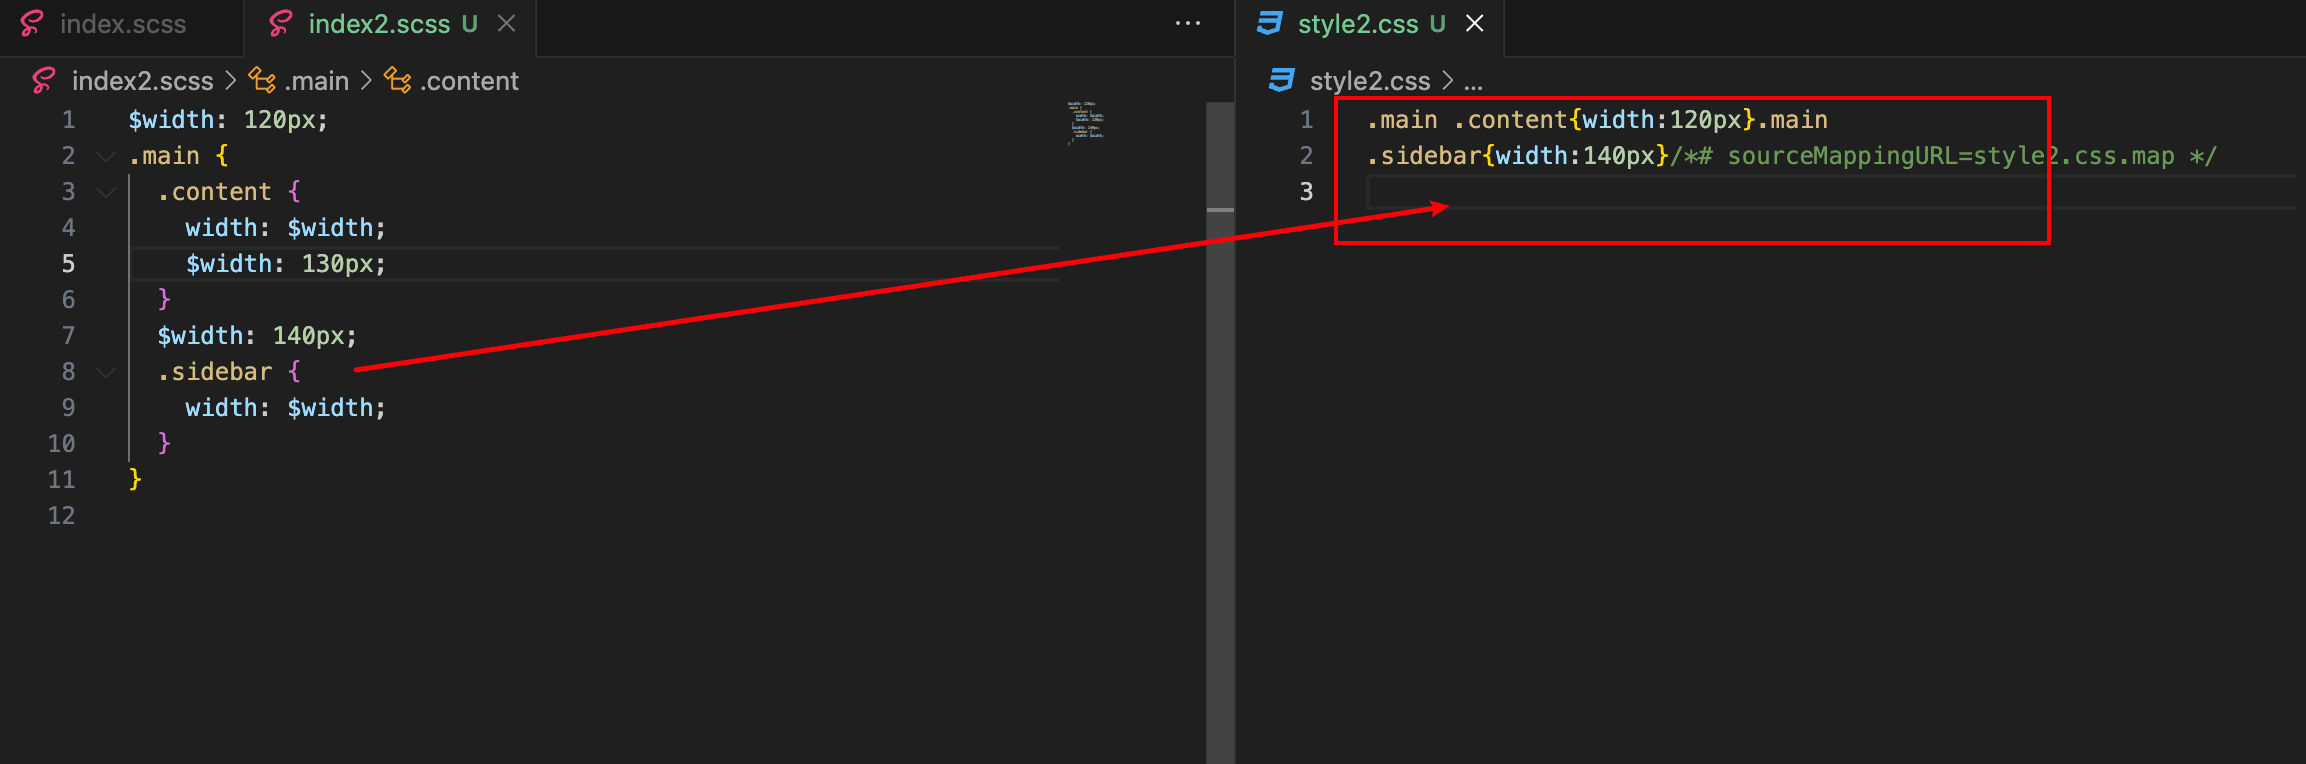 index.scss
index2.scss U
index2.scss > .main > .content
1 $width: 120px;
2 .main {
3 .content {
4 width: $width;
5 $width: 130px;
6 }
7 $width: 140px;
8 .sidebar {
9 width: $width;
10 }
11 }
12
style2.css U
style2.css > ...
1 .main .content{width:120px}.main
2 .sidebar{width:140px}/*# sourceMappingURL=style2.css.map */
3